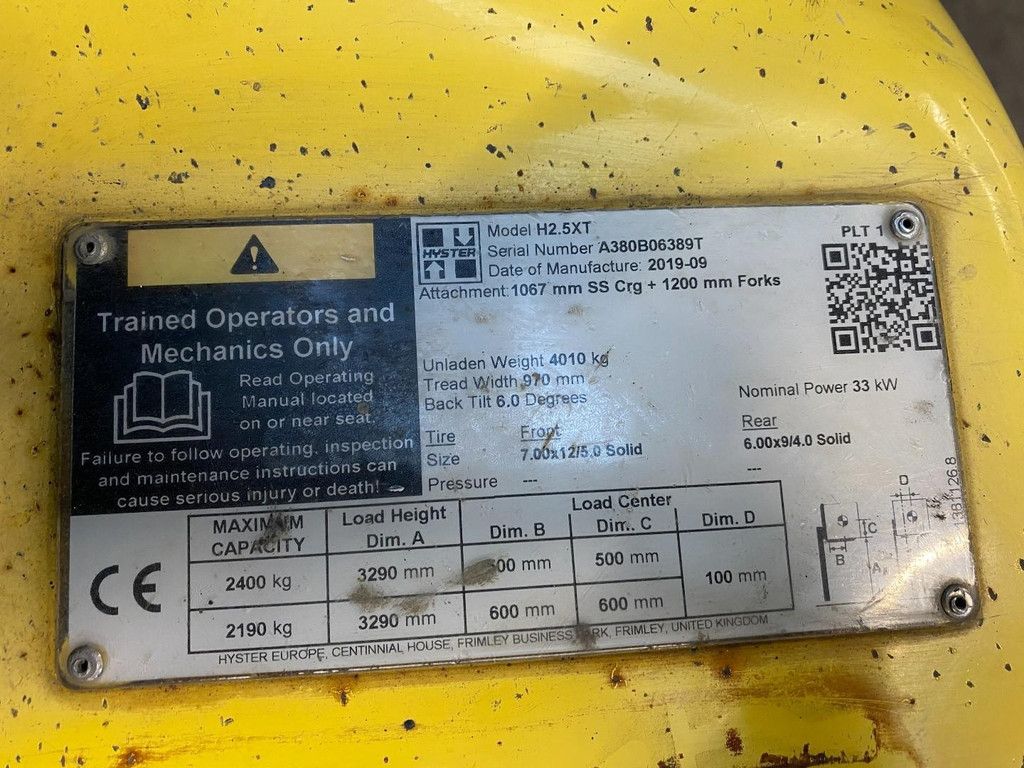 HYSTER
Model H2.5XT
Serial Number A380B06389T
Date of Manufacture: 2019-09
Attachment: 1067 mm SS Crg + 1200 mm Forks
PLT 1
Trained Operators and
Mechanics Only
Read Operating
Manual located
on or near seat.
Failure to follow operating, inspection
and maintenance instructions can
cause serious injury or death!
Unladen Weight 4010 kg
Tread Width 970 mm
Back Tilt 6.0 Degrees
Nominal Power 33 kW
Tire Front Rear
Size 7.00x12/5.0 Solid 6.00x9/4.0 Solid
Pressure --- ---
MAXIMUM CAPACITY
Load Height Dim. A
Load Center
Dim. B Dim. C Dim. D
2400 kg 3290 mm mm 500 mm 100 mm
2190 kg 3290 mm 600 mm 600 mm
CE
D
C
B
A
HYSTER EUROPE, CENTINNIAL HOUSE, FRIMLEY BUSINESS FRIMLEY, UNITED KINGDOM